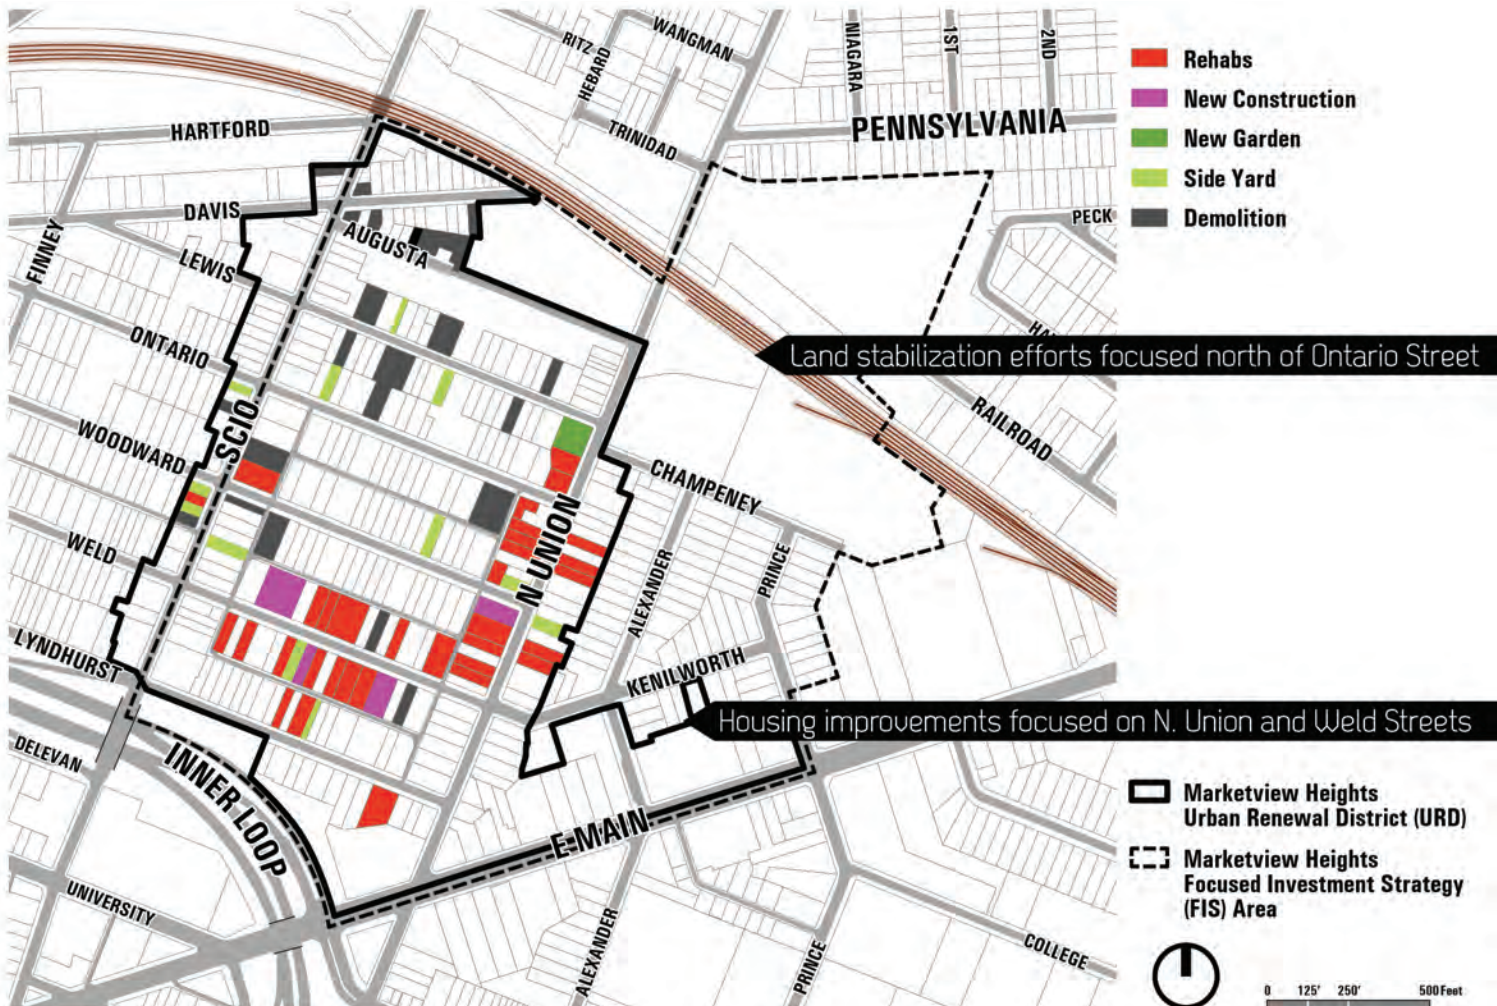 WANGMAN
RITZ
HEBARD
NIAGARA
1ST
2ND
HARTFORD
TRINIDAD
PENNSYLVANIA
DAVIS
AUGUSTA
PECK
FINNEY
LEWIS
ONTARIO
WOODWARD
SCIO
WELD
LYNDHURST
N UNION
CHAMPENEY
ALEXANDER
PRINCE
KENILWORTH
RAILROAD
DELEVAN
INNER LOOP
E MAIN
UNIVERSITY
ALEXANDER
PRINCE
COLLEGE
Rehabs
New Construction
New Garden
Side Yard
Demolition
Land stabilization efforts focused north of Ontario Street
Housing improvements focused on N. Union and Weld Streets
Marketview Heights
Urban Renewal District (URD)
Marketview Heights
Focused Investment Strategy
(FIS) Area
0 125' 250' 500 Feet